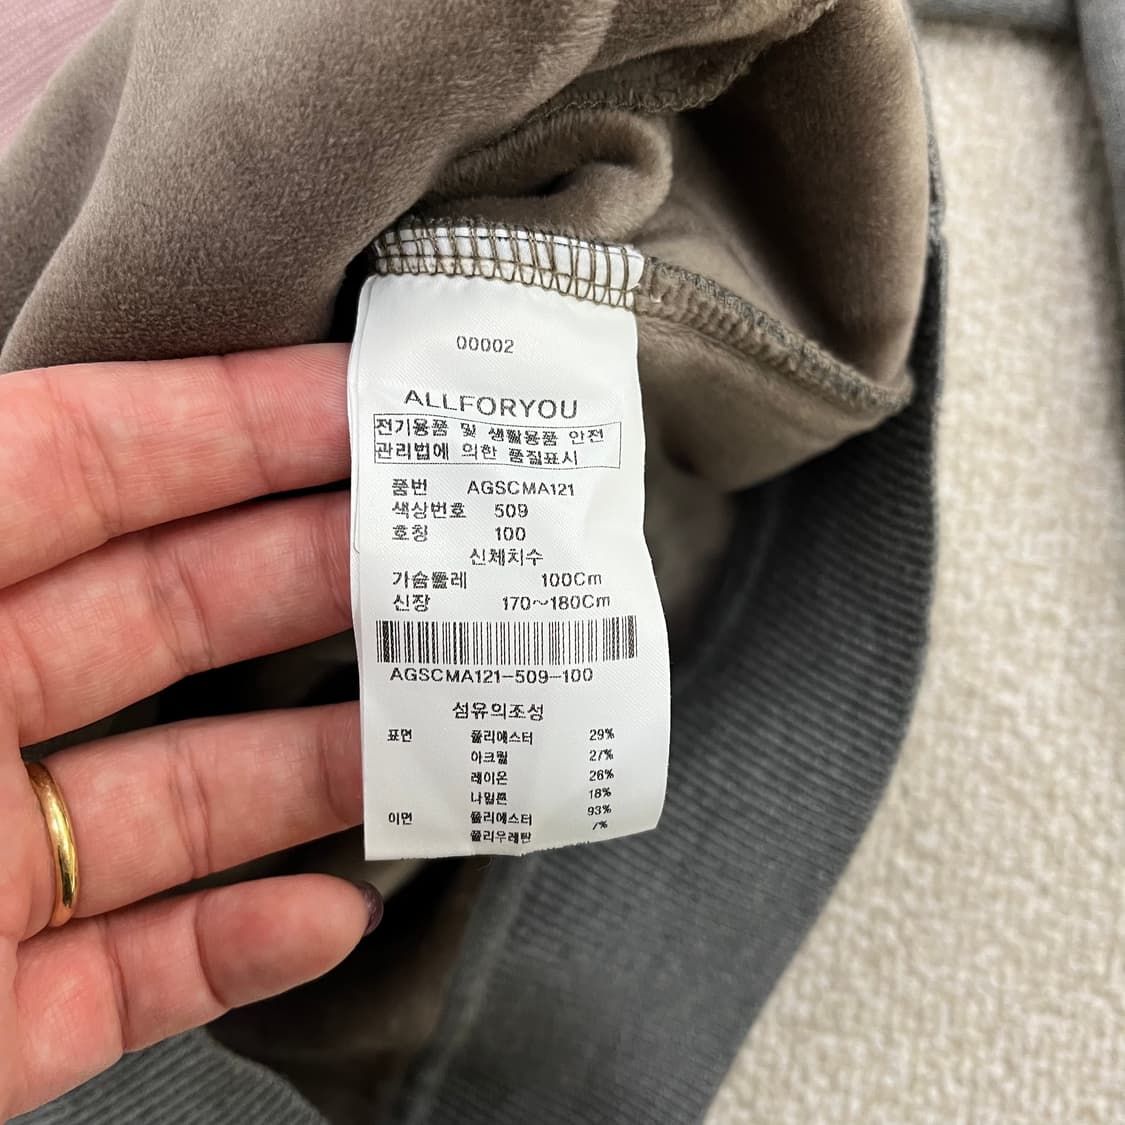 00002
ALLFORYOU
전기용품 및 생활용품 안전
관리법에 의한 품질표시
품번 AGSCMA121
색상번호 509
호칭 100
신체치수
가슴둘레 100Cm
신장 170~180Cm
AGSCMA121-509-100
섬유의조성
표면 폴리에스터 29%
아크릴 27%
레이온 26%
나일론 18%
이면 폴리에스터 93%
폴리우레탄 7%